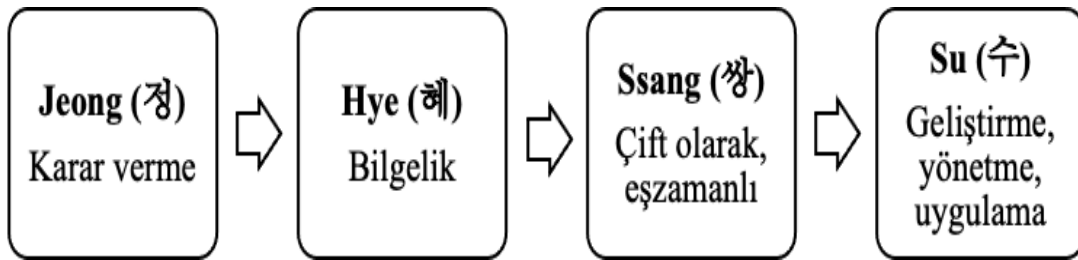 Jeong (정)
Karar verme
Hye (혜)
Bilgelik
Ssang (쌍)
Çift olarak,
eşzamanlı
Su (수)
Geliştirme,
yönetme,
uygulama